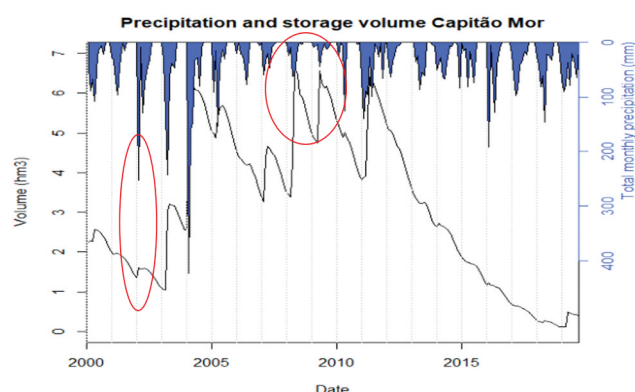 Precipitation and storage volume Capitão Mor
Volume (hm3)
7
6
5
4
3
2
1
0
2000 2005 2010 2015
Date
0
100
200
300
400
Total monthly precipitation (mm)